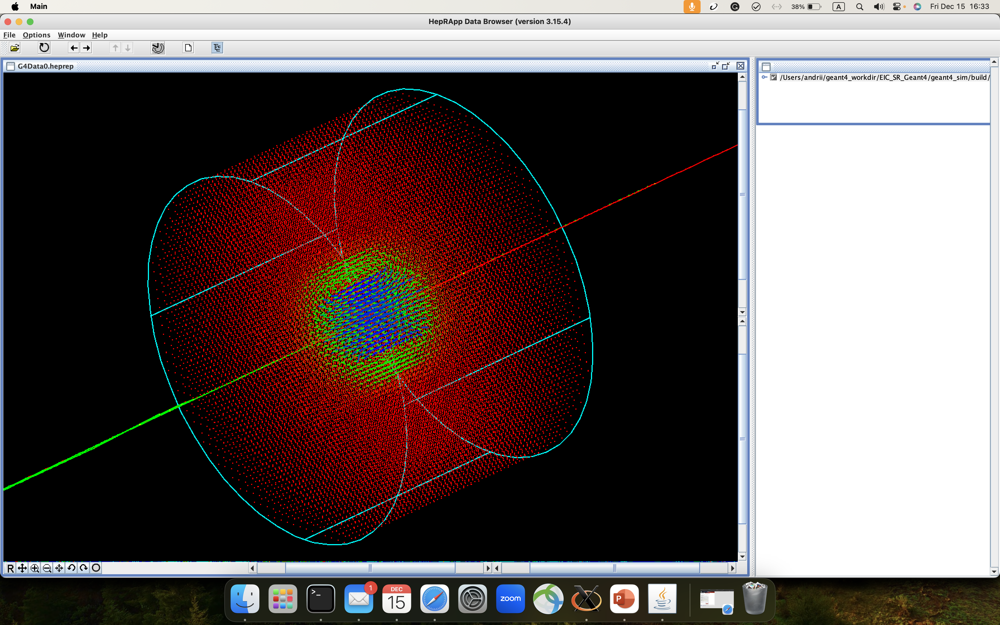 Main
38%
A
Fri Dec 15 16:33
HepRApp Data Browser (version 3.15.4)
File Options Window Help
G4Data0.heprep
/Users/andrii/geant4_workdir/EIC_SR_Geant4/geant4_sim/build/
R
>_
1
DEC
15
zoom
P